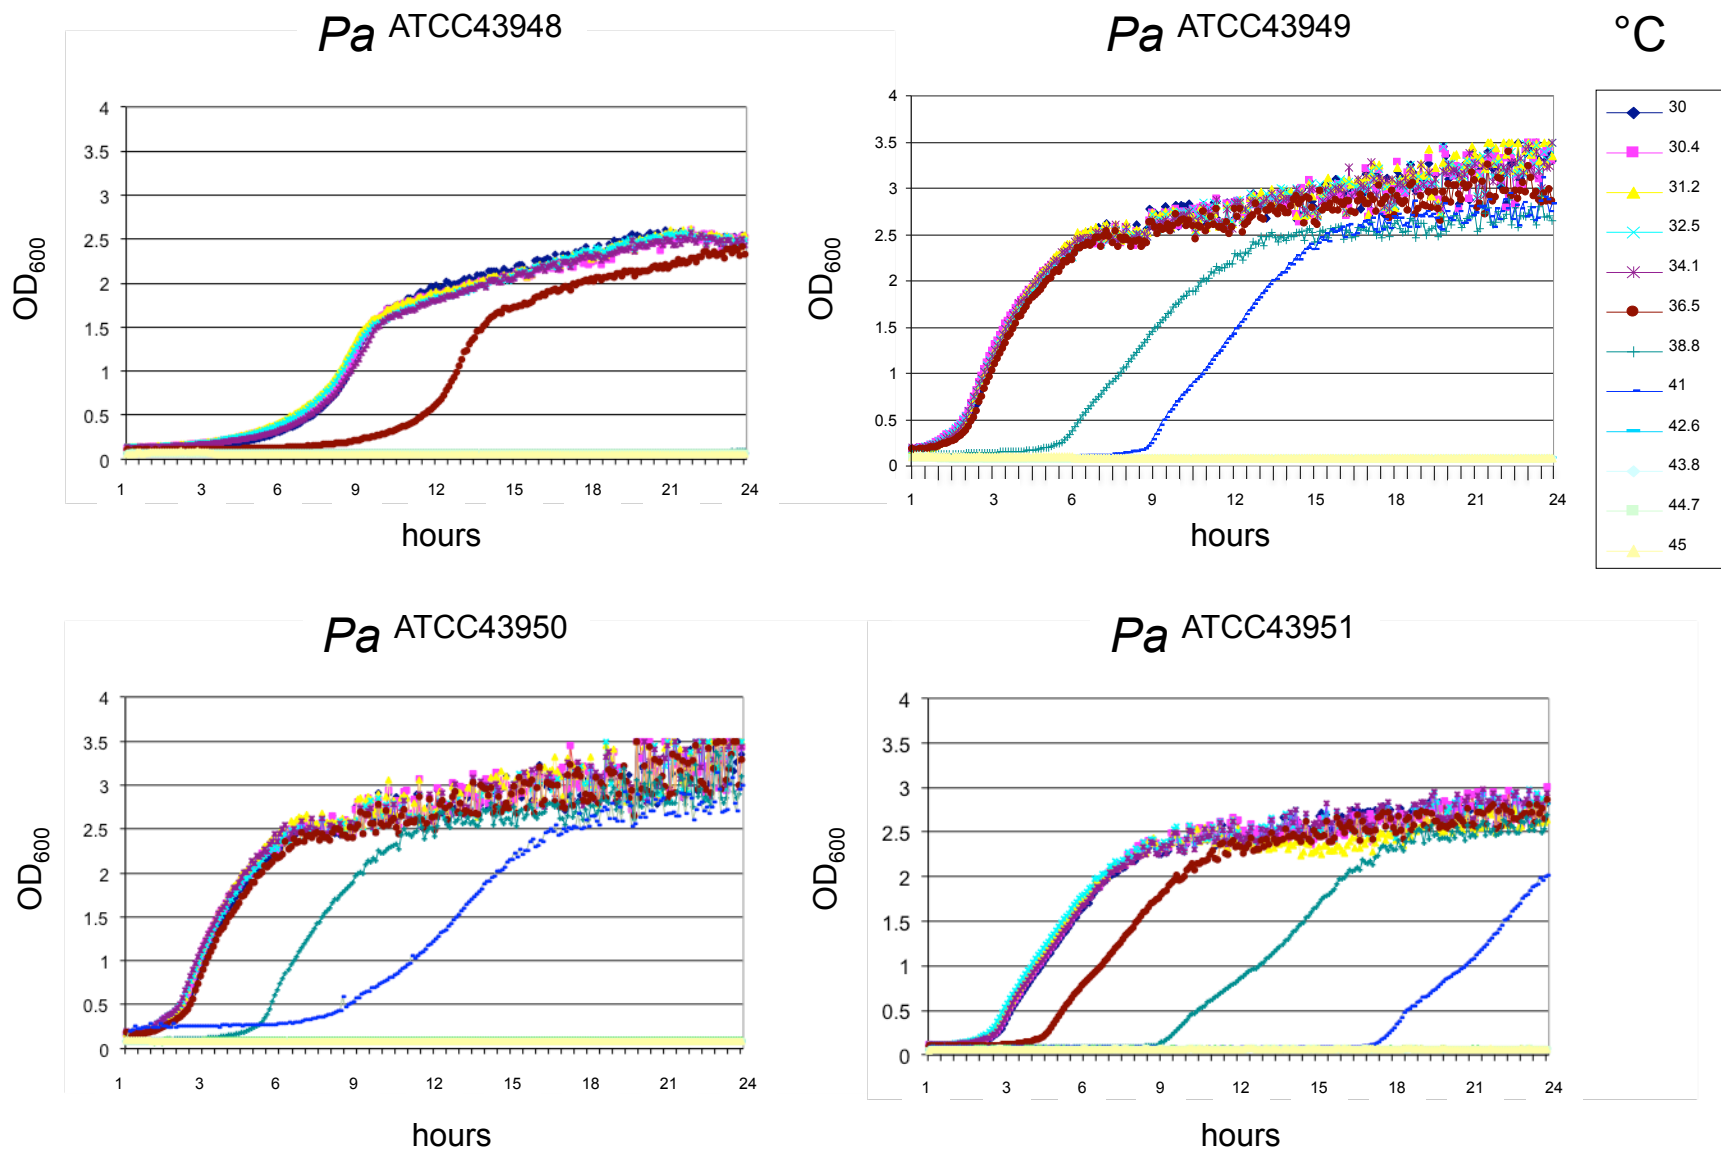 Pa ATCC43948
Pa ATCC43949
°C
4
3.5
3
2.5
2
1.5
1
0.5
0
OD600
1 3 6 9 12 15 18 21 24
hours
4
3.5
3
2.5
2
1.5
1
0.5
0
OD600
1 3 6 9 12 15 18 21 24
hours
30
30.4
31.2
32.5
34.1
36.5
38.8
41
42.6
43.8
44.7
45
Pa ATCC43950
Pa ATCC43951
4
3.5
3
2.5
2
1.5
1
0.5
0
OD600
1 3 6 9 12 15 18 21 24
hours
4
3.5
3
2.5
2
1.5
1
0.5
0
OD600
1 3 6 9 12 15 18 21 24
hours